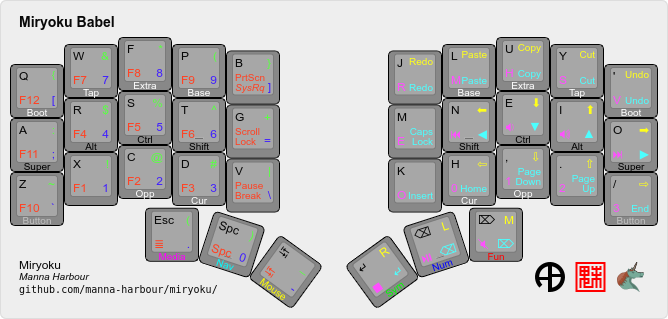 Miryoku Babel
Q F12 [ Boot
W & F7 7 Tap
F * F8 8 Extra
P ( F9 9 Base
B ) PrtScn SysRq ]
J Redo Redo
L Paste Paste Base
U Copy Copy Extra
Y Cut Cut Tap
' Undo Undo Boot
A : F11 ; Super
R $ F4 4 Alt
S % F5 5 Ctrl
T ^ F6 6 Shift
G + Scroll Lock =
M Caps Lock
N Shift
E Ctrl
I Alt
O Super
Z ~ F10 ` Button
X ! F1 1
C @ F2 2 Opp
D # F3 3 Cur
V | Pause Break \
K Insert
H Home Cur
, Page Down Opp
. Page Up
/ End Button
Esc Media
Spc Spc 0 Nav
Mouse
R
L Num
M Fun
Miryoku
Manna Harbour
github.com/manna-harbour/miryoku/
魅